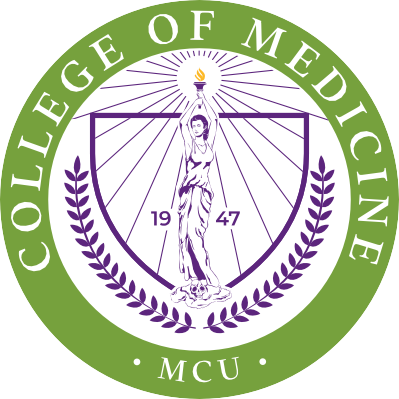 COLLEGE OF MEDICINE
19 47
• MCU •